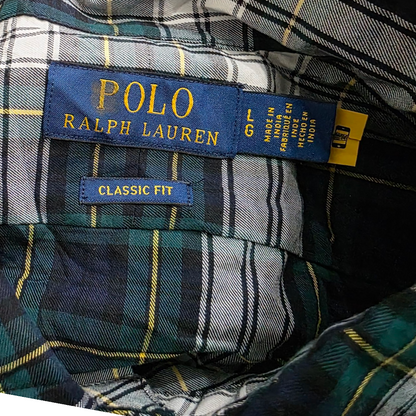 POLO
RALPH LAUREN
L
G
MADE IN
INDIA
FABRIQUÉ EN
INDE
HECHO EN
INDIA
CLASSIC FIT